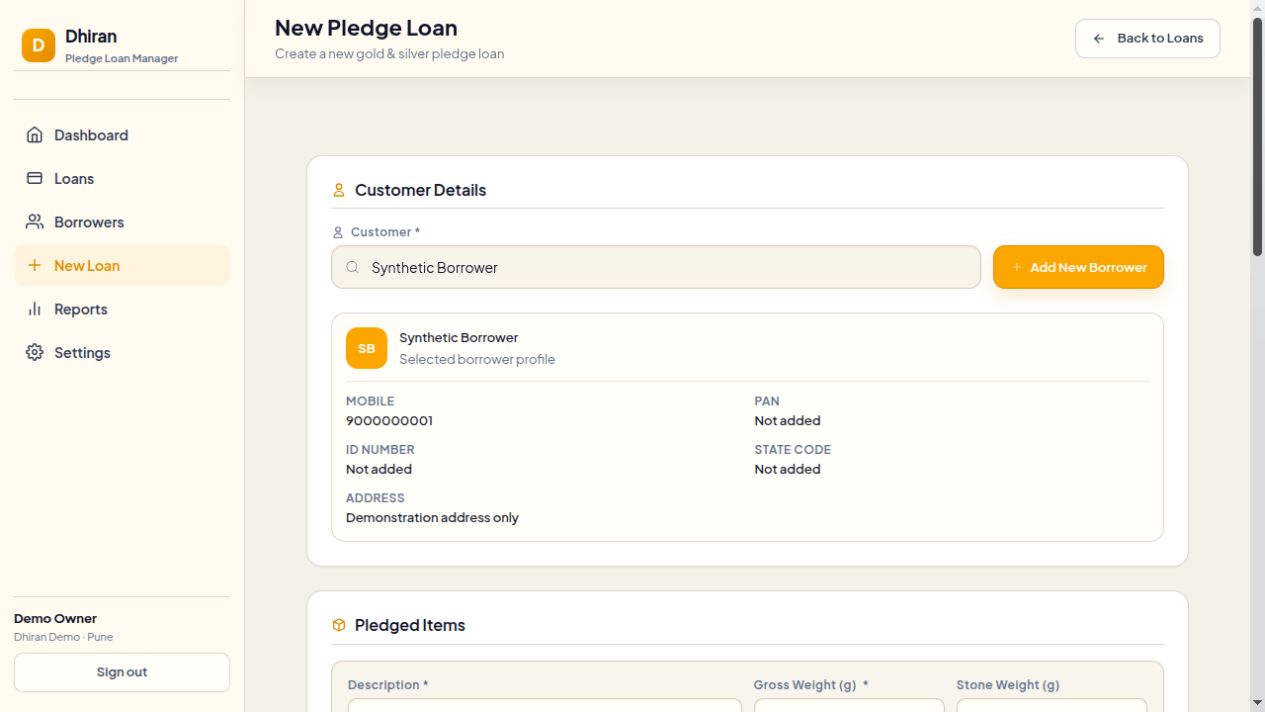 D
Dhiran
Pledge Loan Manager
Dashboard
Loans
Borrowers
New Loan
Reports
Settings
Demo Owner
Dhiran Demo · Pune
Sign out
New Pledge Loan
Create a new gold & silver pledge loan
Back to Loans
Customer Details
Customer *
Synthetic Borrower
Add New Borrower
SB
Synthetic Borrower
Selected borrower profile
MOBILE
9000000001
PAN
Not added
ID NUMBER
Not added
STATE CODE
Not added
ADDRESS
Demonstration address only
Pledged Items
Description *
Gross Weight (g) *
Stone Weight (g)